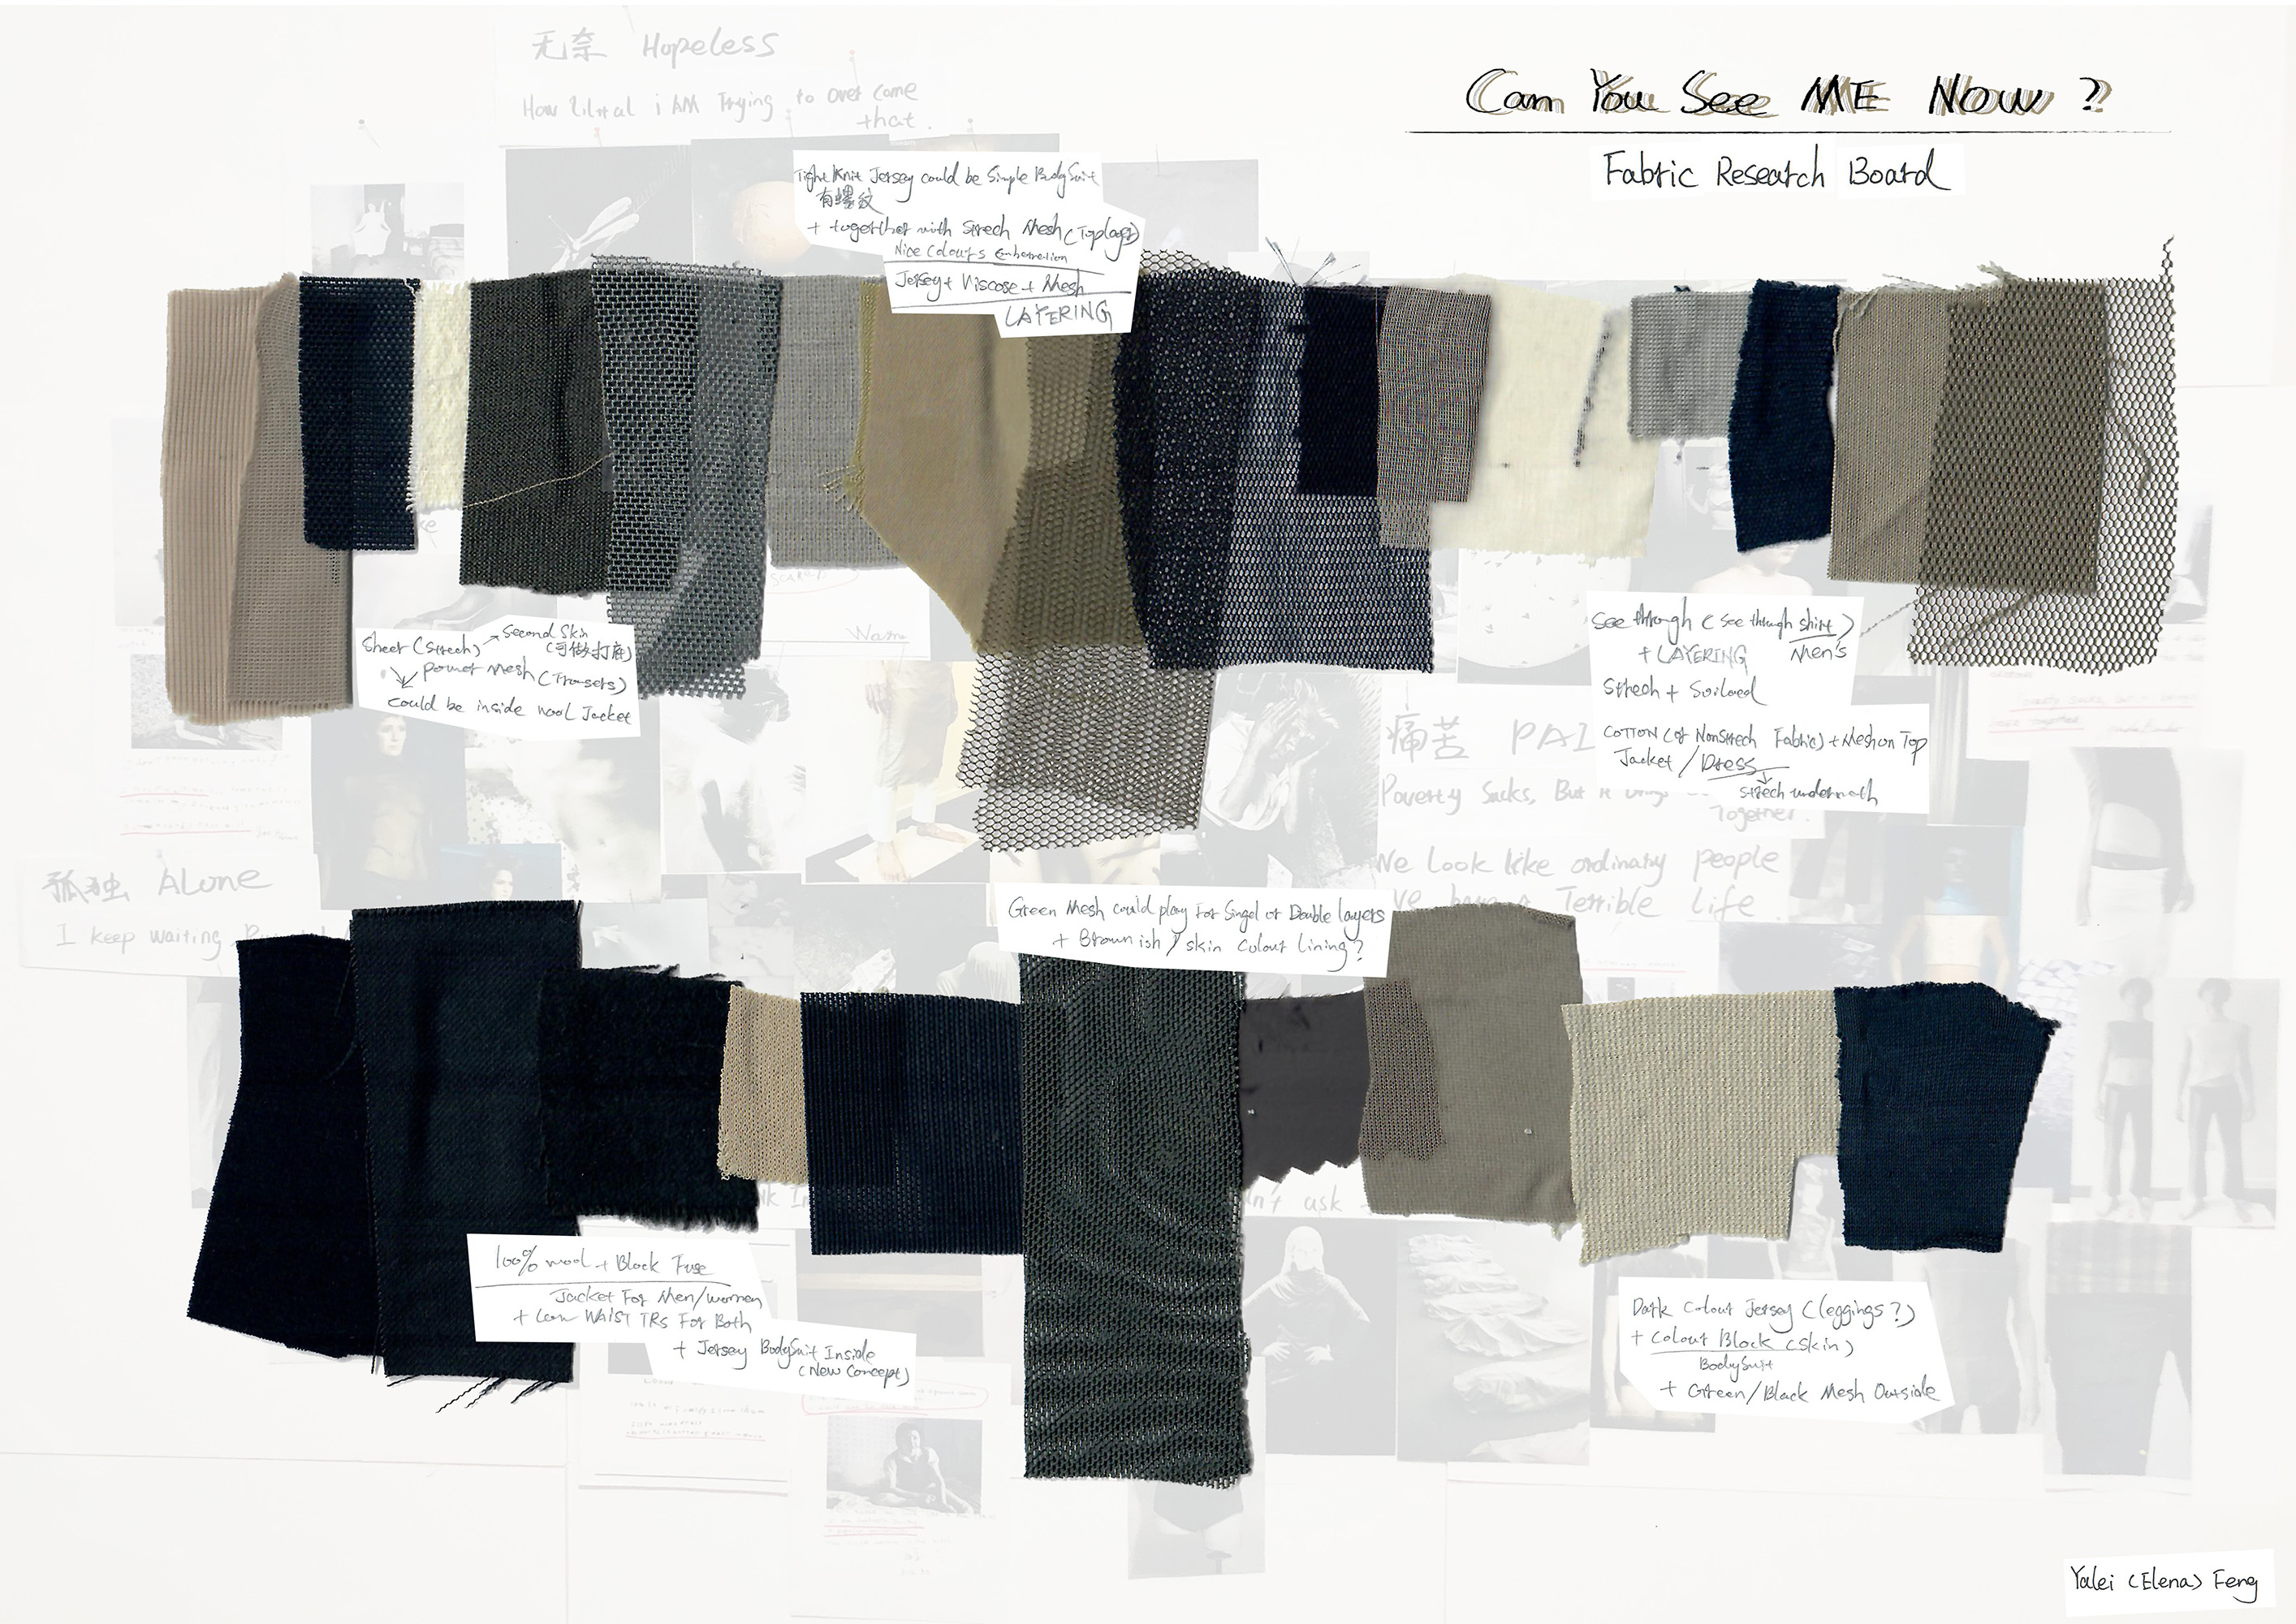 无奈 Hopeless
How literal i AM Trying to over come
that.
Can You See ME Now ?
Fabric Research Board
Tight Knit Jersey could be Simple BodySuit
有螺纹
+ together with Strech Mesh (Toplayer)
Nice Colours
Jersey + Viscose + Mesh
LAYERING
Sheer (Strech) → Second Skin
(可做打底)
power Mesh (Trousers)
could be inside wool Jacket
Warm
See through (See through shirt)
Men's
+ LAYERING
Strech +
COTTON (or NonStrech Fabric) + Mesh on Top
Jacket / Dress
strech underneath
痛苦 PAI
Poverty Sucks, But it
Together.
We Look like ordinary people
Terrible Life
孤独 ALone
I keep waiting
Green Mesh could play For Singel or Double layers
+ Brownish / skin Colour Lining?
n't ask
100% wool + Black Fuse
Jacket For Men/women
+ Low WAIST TRs For Both
+ Jersey BodySuit Inside
(New Concept)
Dark Colour Jersey (leggings?)
+ Colour Block (skin)
BodySuit
+ Green/Black Mesh Outside
Yalei (Elena) Feng